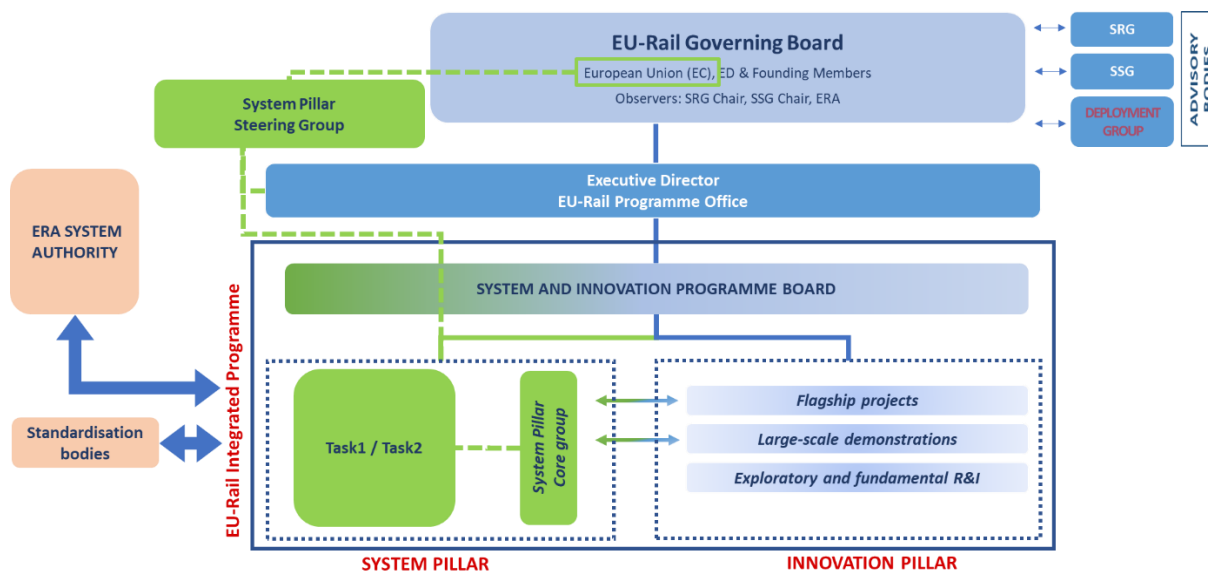 EU-Rail Governing Board
European Union (EC), ED & Founding Members
Observers: SRG Chair, SSG Chair, ERA
SRG
SSG
DEPLOYMENT
GROUP
ADVISORY
BODIES
System Pillar
Steering Group
Executive Director
EU-Rail Programme Office
ERA SYSTEM
AUTHORITY
SYSTEM AND INNOVATION PROGRAMME BOARD
EU-Rail Integrated Programme
Standardisation
bodies
Task1 / Task2
System Pillar
Core group
Flagship projects
Large-scale demonstrations
Exploratory and fundamental R&I
SYSTEM PILLAR
INNOVATION PILLAR